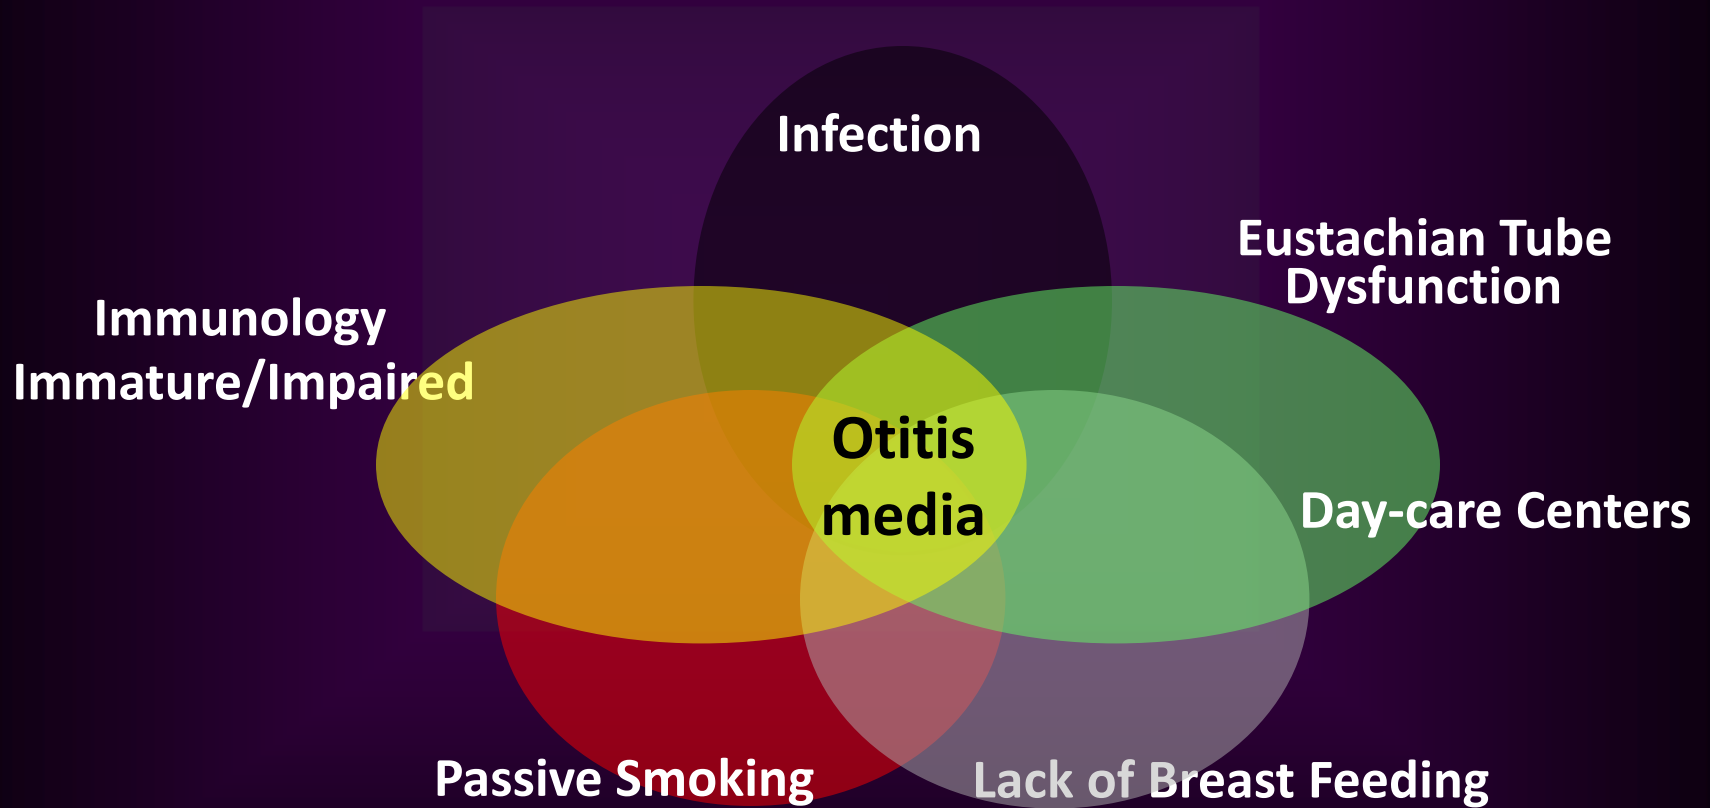 Infection
Eustachian Tube
Dysfunction
Immunology
Immature/Impaired
Otitis
media
Day-care Centers
Passive Smoking
Lack of Breast Feeding